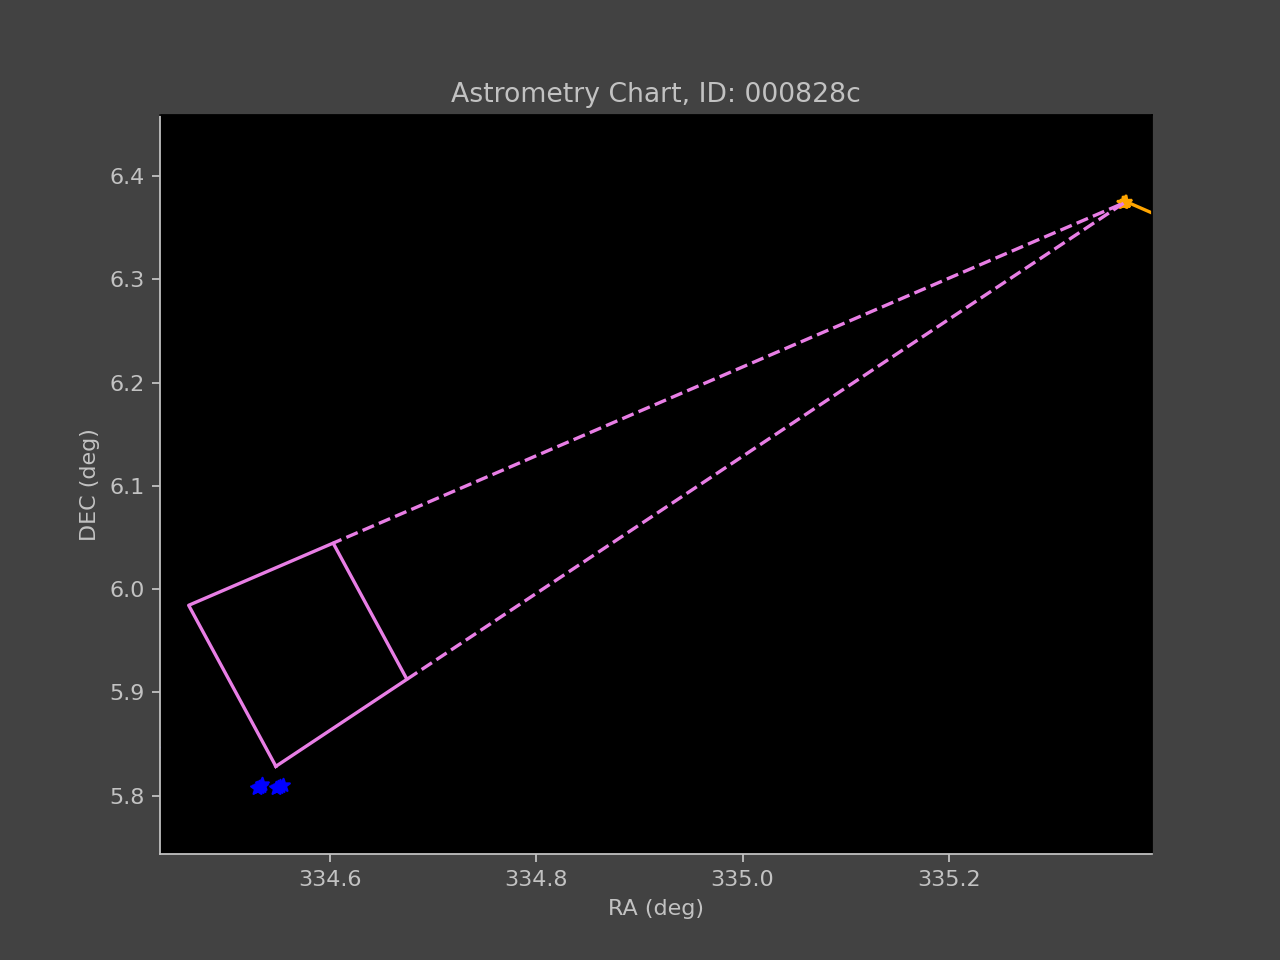 Astrometry Chart, ID: 000828c
6.4
6.3
6.2
6.1
6.0
5.9
5.8
DEC (deg)
334.6 334.8 335.0 335.2
RA (deg)